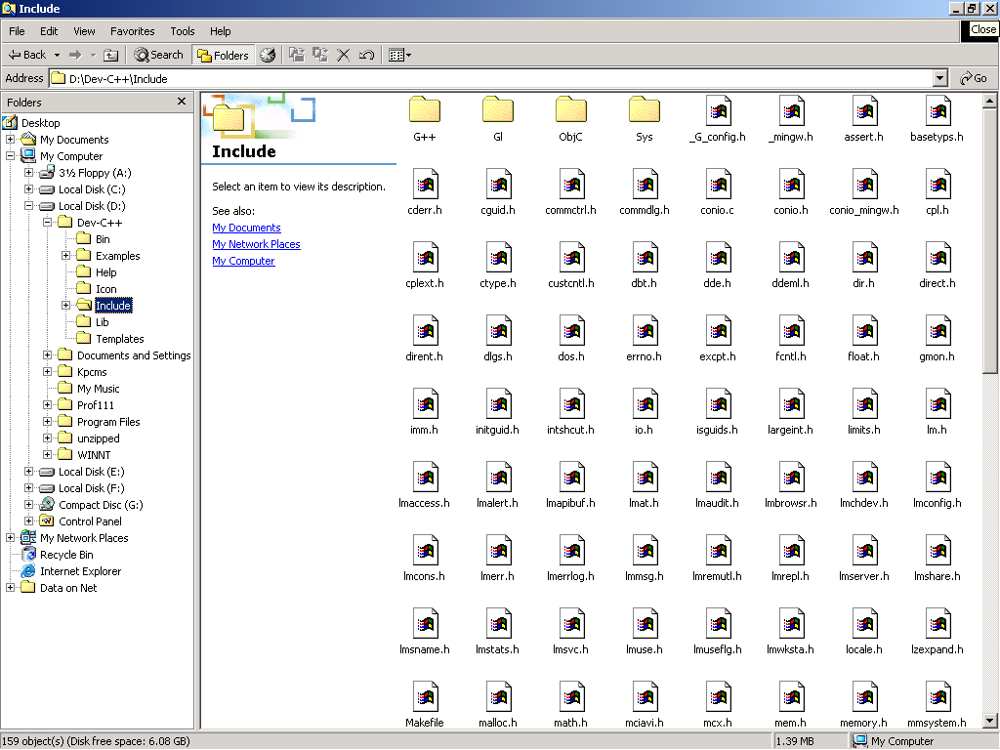 Include
File Edit View Favorites Tools Help
Close
Back Search Folders
Address D:\Dev-C++\Include Go
Folders
Desktop
My Documents
My Computer
3½ Floppy (A:)
Local Disk (C:)
Local Disk (D:)
Dev-C++
Bin
Examples
Help
Icon
Include
Lib
Templates
Documents and Settings
Kpcms
My Music
Prof111
Program Files
unzipped
WINNT
Local Disk (E:)
Local Disk (F:)
Compact Disc (G:)
Control Panel
My Network Places
Recycle Bin
Internet Explorer
Data on Net
Include
Select an item to view its description.
See also:
My Documents
My Network Places
My Computer
G++ Gl ObjC Sys _G_config.h _mingw.h assert.h basetyps.h
cderr.h cguid.h commctrl.h commdlg.h conio.c conio.h conio_mingw.h cpl.h
cplext.h ctype.h custcntl.h dbt.h dde.h ddeml.h dir.h direct.h
dirent.h dlgs.h dos.h errno.h excpt.h fcntl.h float.h gmon.h
imm.h initguid.h intshcut.h io.h isguids.h largeint.h limits.h lm.h
lmaccess.h lmalert.h lmapibuf.h lmat.h lmaudit.h lmbrowsr.h lmchdev.h lmconfig.h
lmcons.h lmerr.h lmerrlog.h lmmsg.h lmremutl.h lmrepl.h lmserver.h lmshare.h
lmsname.h lmstats.h lmsvc.h lmuse.h lmuseflg.h lmwksta.h locale.h lzexpand.h
Makefile malloc.h math.h mciavi.h mcx.h mem.h memory.h mmsystem.h
159 object(s) (Disk free space: 6.08 GB) 1.39 MB My Computer